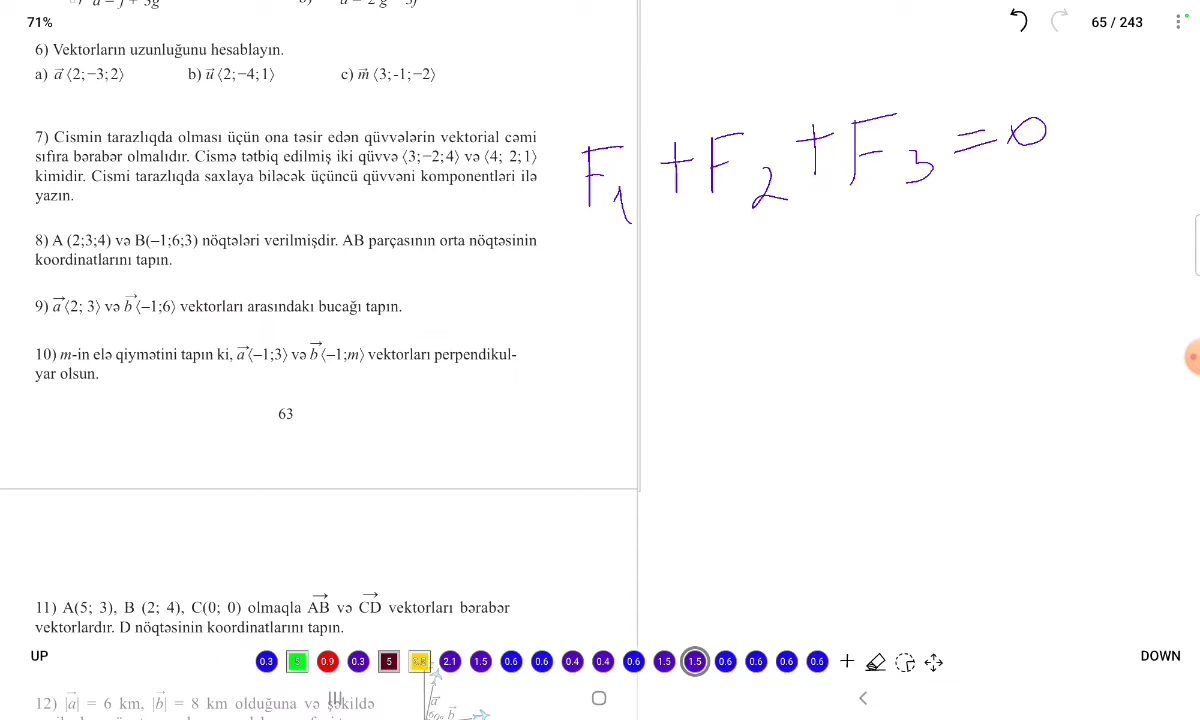 71%
65 / 243
6) Vektorların uzunluğunu hesablayın.
a) a ⟨2;−3;2⟩ b) u ⟨2;−4;1⟩ c) m ⟨3;-1;−2⟩
7) Cismin tarazlıqda olması üçün ona təsir edən qüvvələrin vektorial cəmi
sıfıra bərabər olmalıdır. Cismə tətbiq edilmiş iki qüvvə ⟨3;−2;4⟩ və ⟨4; 2;1⟩
kimidir. Cismi tarazlıqda saxlaya biləcək üçüncü qüvvəni komponentləri ilə
yazın.
F1 + F2 + F3 = 0
8) A (2;3;4) və B(–1;6;3) nöqtələri verilmişdir. AB parçasının orta nöqtəsinin
koordinatlarını tapın.
9) a⟨2; 3⟩ və b⟨–1;6⟩ vektorları arasındakı bucağı tapın.
10) m-in elə qiymətini tapın ki, a⟨–1;3⟩ və b⟨–1;m⟩ vektorları perpendikul-
yar olsun.
63
11) A(5; 3), B (2; 4), C(0; 0) olmaqla AB və CD vektorları bərabər
vektorlardır. D nöqtəsinin koordinatlarını tapın.
UP
0.3 5 0.9 0.3 5 2.1 1.5 0.6 0.6 0.4 0.4 0.6 1.5 1.5 0.6 0.6 0.6 0.6
DOWN
12) |a| = 6 km, |b| = 8 km olduğuna və şəkildə
a
60° b